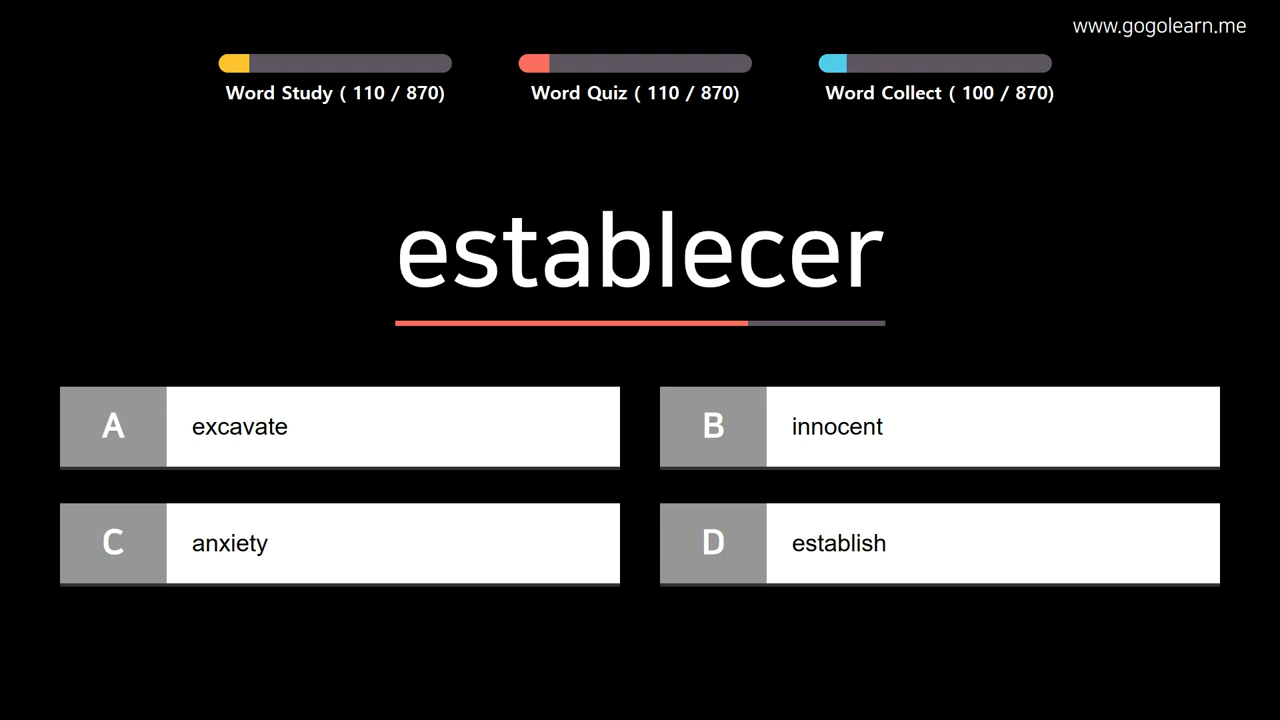 www.gogolearn.me
Word Study ( 110 / 870)
Word Quiz ( 110 / 870)
Word Collect ( 100 / 870)
establecer
A excavate
B innocent
C anxiety
D establish